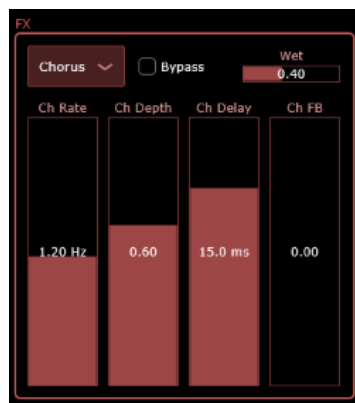 FX
Chorus
Bypass
Wet
0.40
Ch Rate
Ch Depth
Ch Delay
Ch FB
1.20 Hz
0.60
15.0 ms
0.00